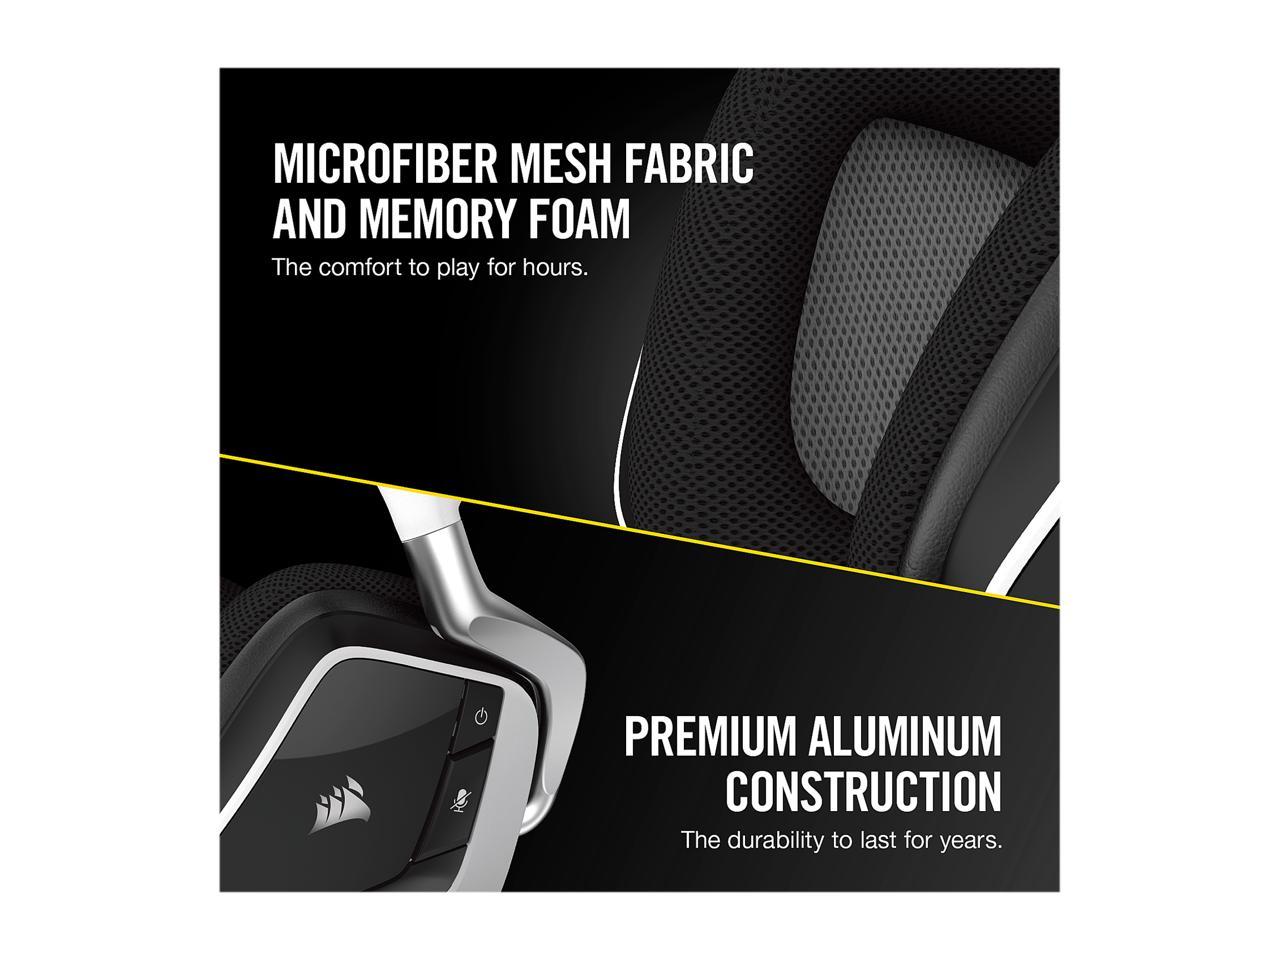 MICROFIBER MESH FABRIC
AND MEMORY FOAM
The comfort to play for hours.
PREMIUM ALUMINUM
CONSTRUCTION
The durability to last for years.